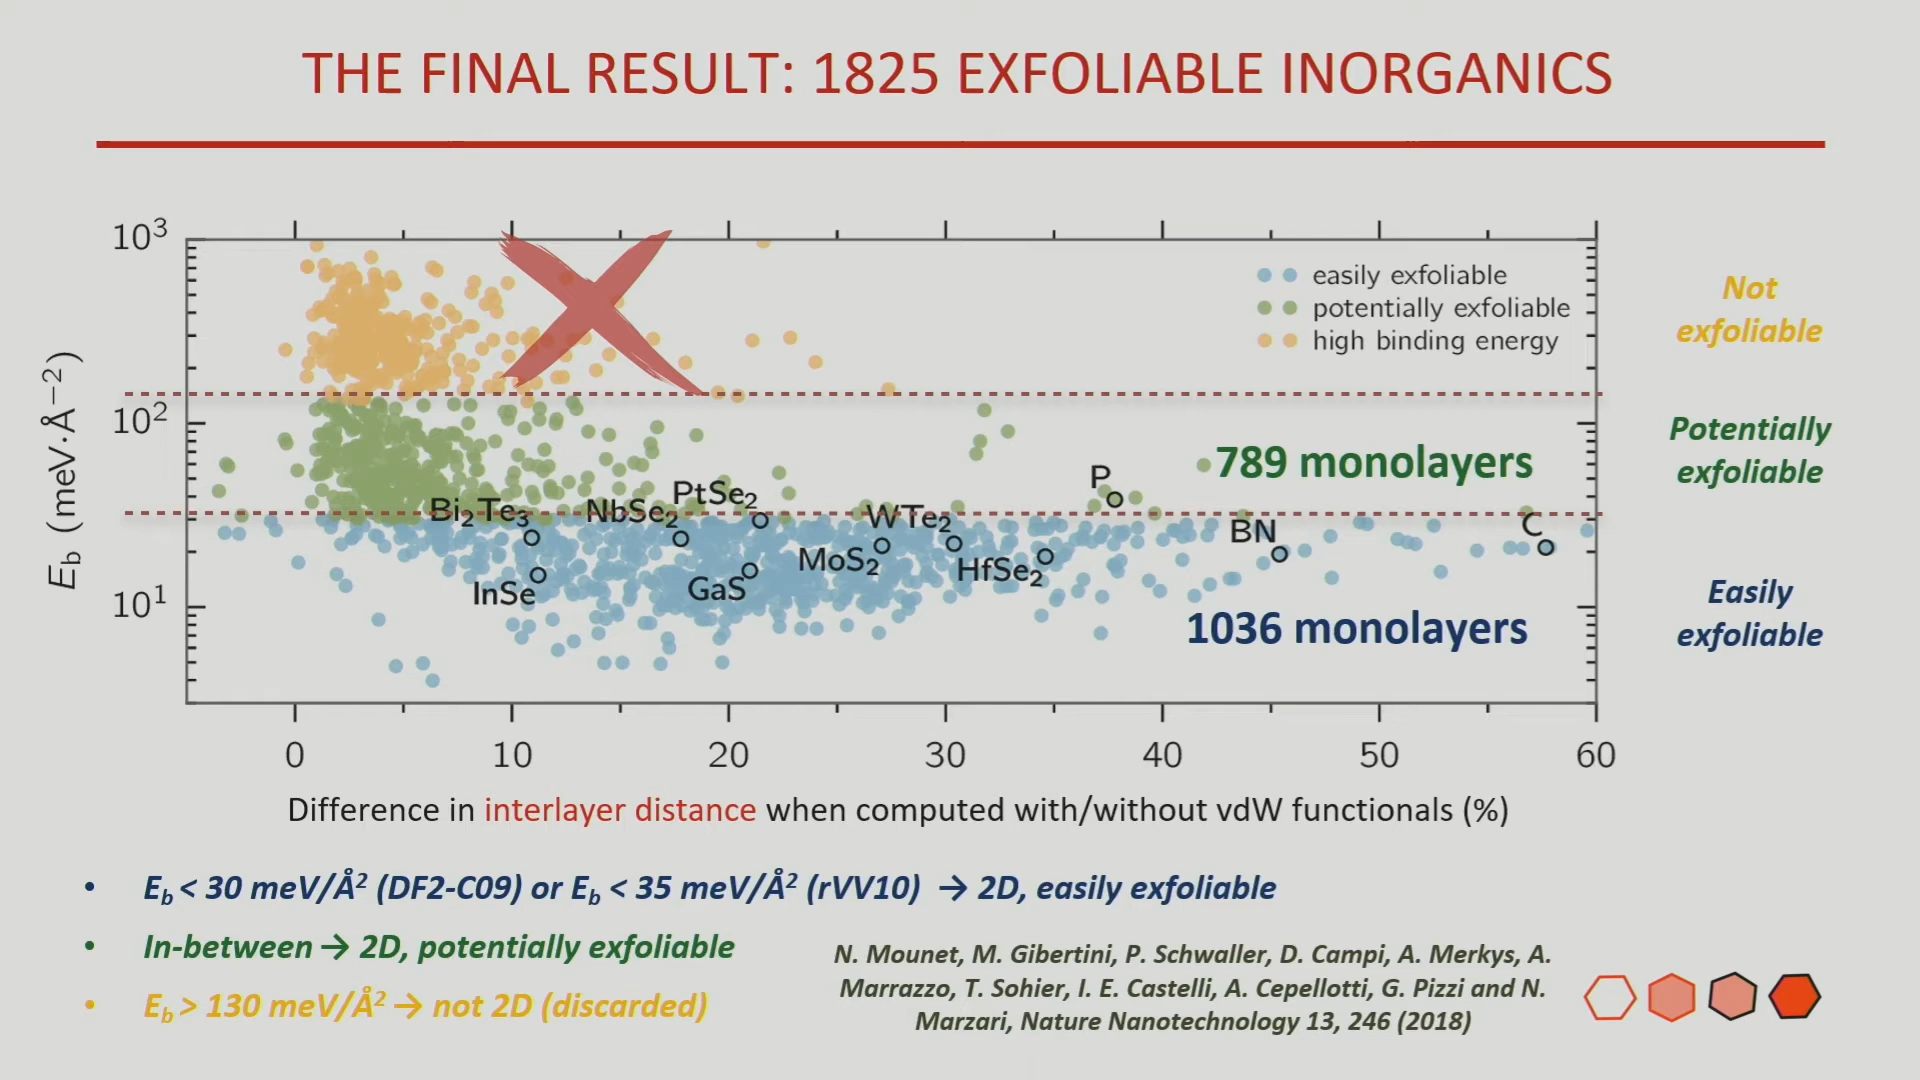 THE FINAL RESULT: 1825 EXFOLIABLE INORGANICS
10³
10²
10¹
E_b (meV·Å⁻²)
easily exfoliable
potentially exfoliable
high binding energy
Not
exfoliable
Potentially
exfoliable
Easily
exfoliable
789 monolayers
1036 monolayers
Bi₂Te₃
NbSe₂
PtSe₂
WTe₂
P
BN
C
InSe
GaS
MoS₂
HfSe₂
0 10 20 30 40 50 60
Difference in interlayer distance when computed with/without vdW functionals (%)
• E_b < 30 meV/Å² (DF2-C09) or E_b < 35 meV/Å² (rVV10) → 2D, easily exfoliable
• In-between → 2D, potentially exfoliable
• E_b > 130 meV/Å² → not 2D (discarded)
N. Mounet, M. Gibertini, P. Schwaller, D. Campi, A. Merkys, A.
Marrazzo, T. Sohier, I. E. Castelli, A. Cepellotti, G. Pizzi and N.
Marzari, Nature Nanotechnology 13, 246 (2018)